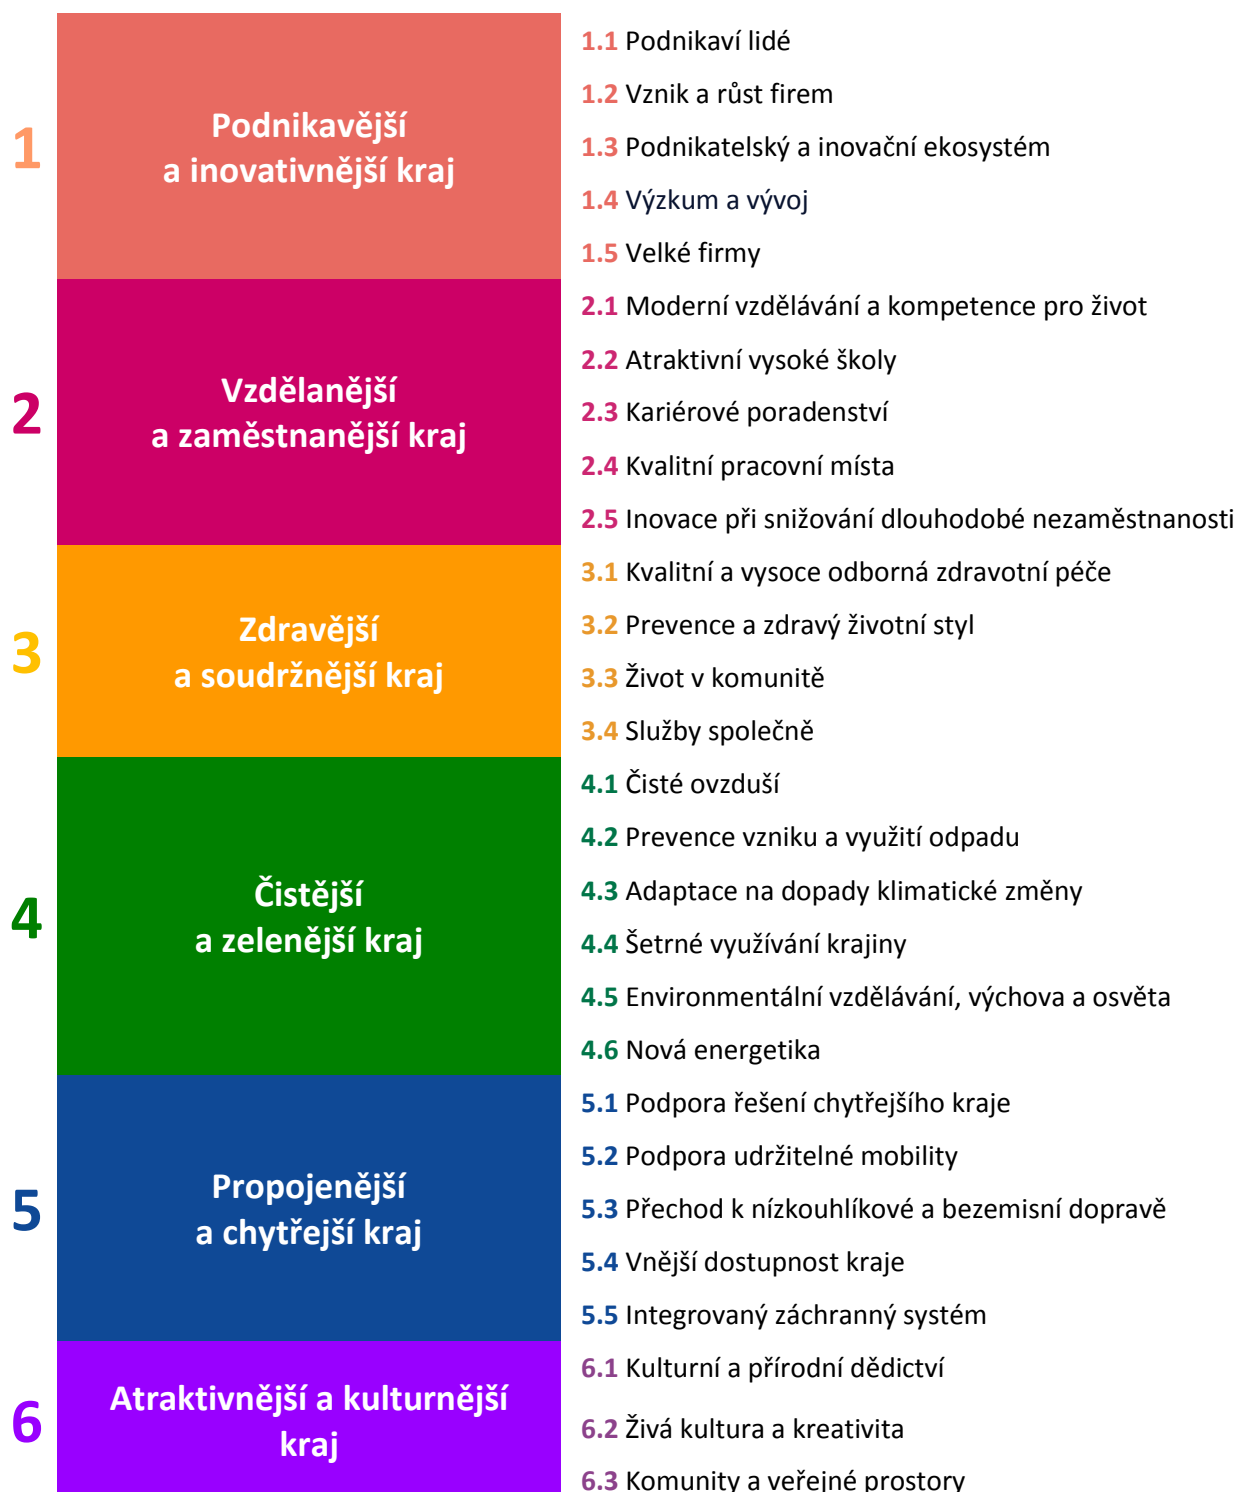 1
Podnikavější
a inovativnější kraj
1.1 Podnikaví lidé
1.2 Vznik a růst firem
1.3 Podnikatelský a inovační ekosystém
1.4 Výzkum a vývoj
1.5 Velké firmy
2
Vzdělanější
a zaměstnanější kraj
2.1 Moderní vzdělávání a kompetence pro život
2.2 Atraktivní vysoké školy
2.3 Kariérové poradenství
2.4 Kvalitní pracovní místa
2.5 Inovace při snižování dlouhodobé nezaměstnanosti
3
Zdravější
a soudržnější kraj
3.1 Kvalitní a vysoce odborná zdravotní péče
3.2 Prevence a zdravý životní styl
3.3 Život v komunitě
3.4 Služby společně
4
Čistější
a zelenější kraj
4.1 Čisté ovzduší
4.2 Prevence vzniku a využití odpadu
4.3 Adaptace na dopady klimatické změny
4.4 Šetrné využívání krajiny
4.5 Environmentální vzdělávání, výchova a osvěta
4.6 Nová energetika
5
Propojenější
a chytřejší kraj
5.1 Podpora řešení chytřejšího kraje
5.2 Podpora udržitelné mobility
5.3 Přechod k nízkouhlíkové a bezemisní dopravě
5.4 Vnější dostupnost kraje
5.5 Integrovaný záchranný systém
6
Atraktivnější a kulturnější
kraj
6.1 Kulturní a přírodní dědictví
6.2 Živá kultura a kreativita
6.3 Komunity a veřejné prostory